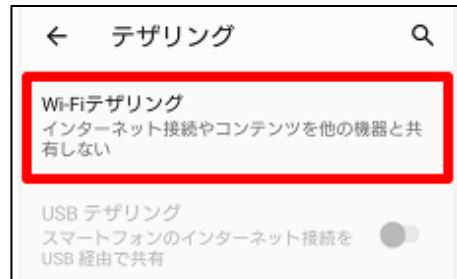 テザリング
Wi-Fiテザリング
インターネット接続やコンテンツを他の機器と共
有しない
USB テザリング
スマートフォンのインターネット接続を
USB 経由で共有